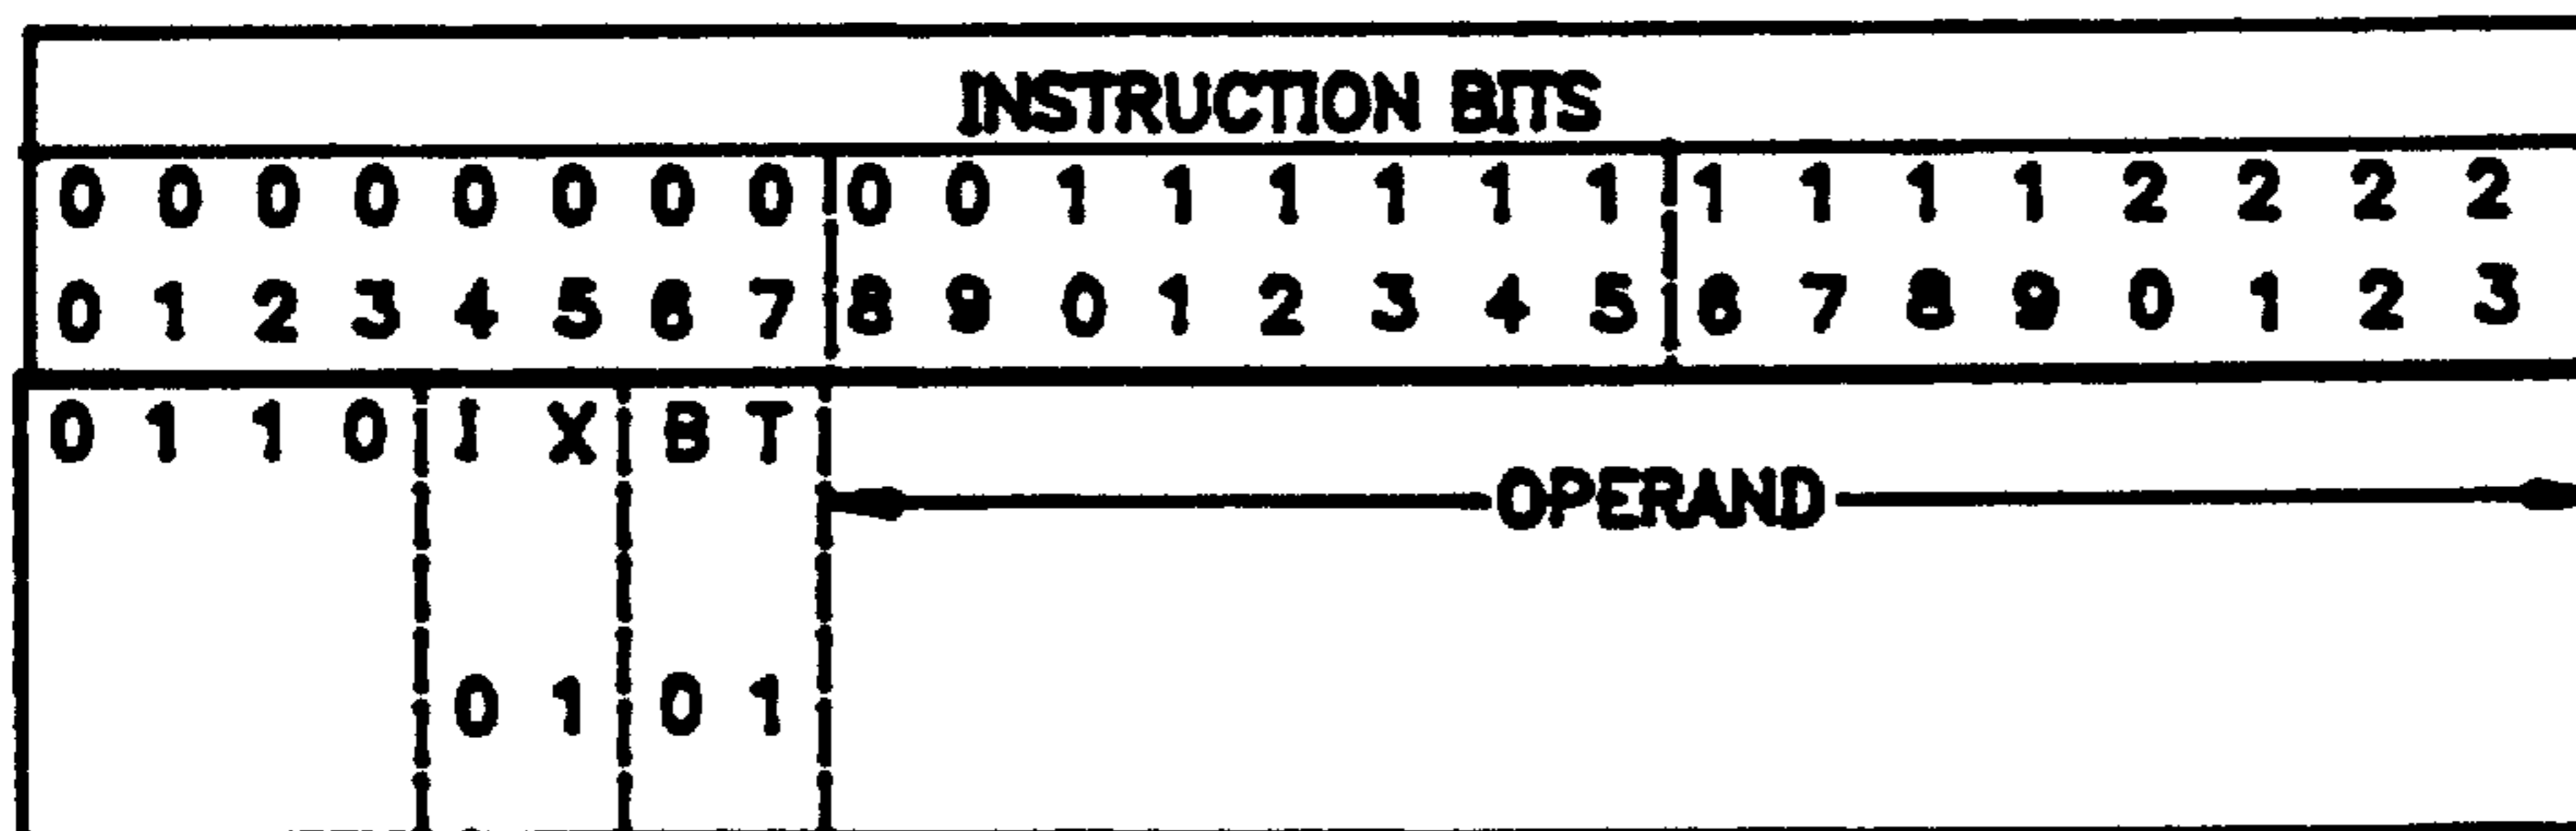 INSTRUCTION BITS
0 0 0 0 0 0 0 0 0 0 1 1 1 1 1 1 1 1 1 1 2 2 2 2
0 1 2 3 4 5 6 7 8 9 0 1 2 3 4 5 6 7 8 9 0 1 2 3
0 1 1 0 I X B T
OPERAND
0 1 0 1